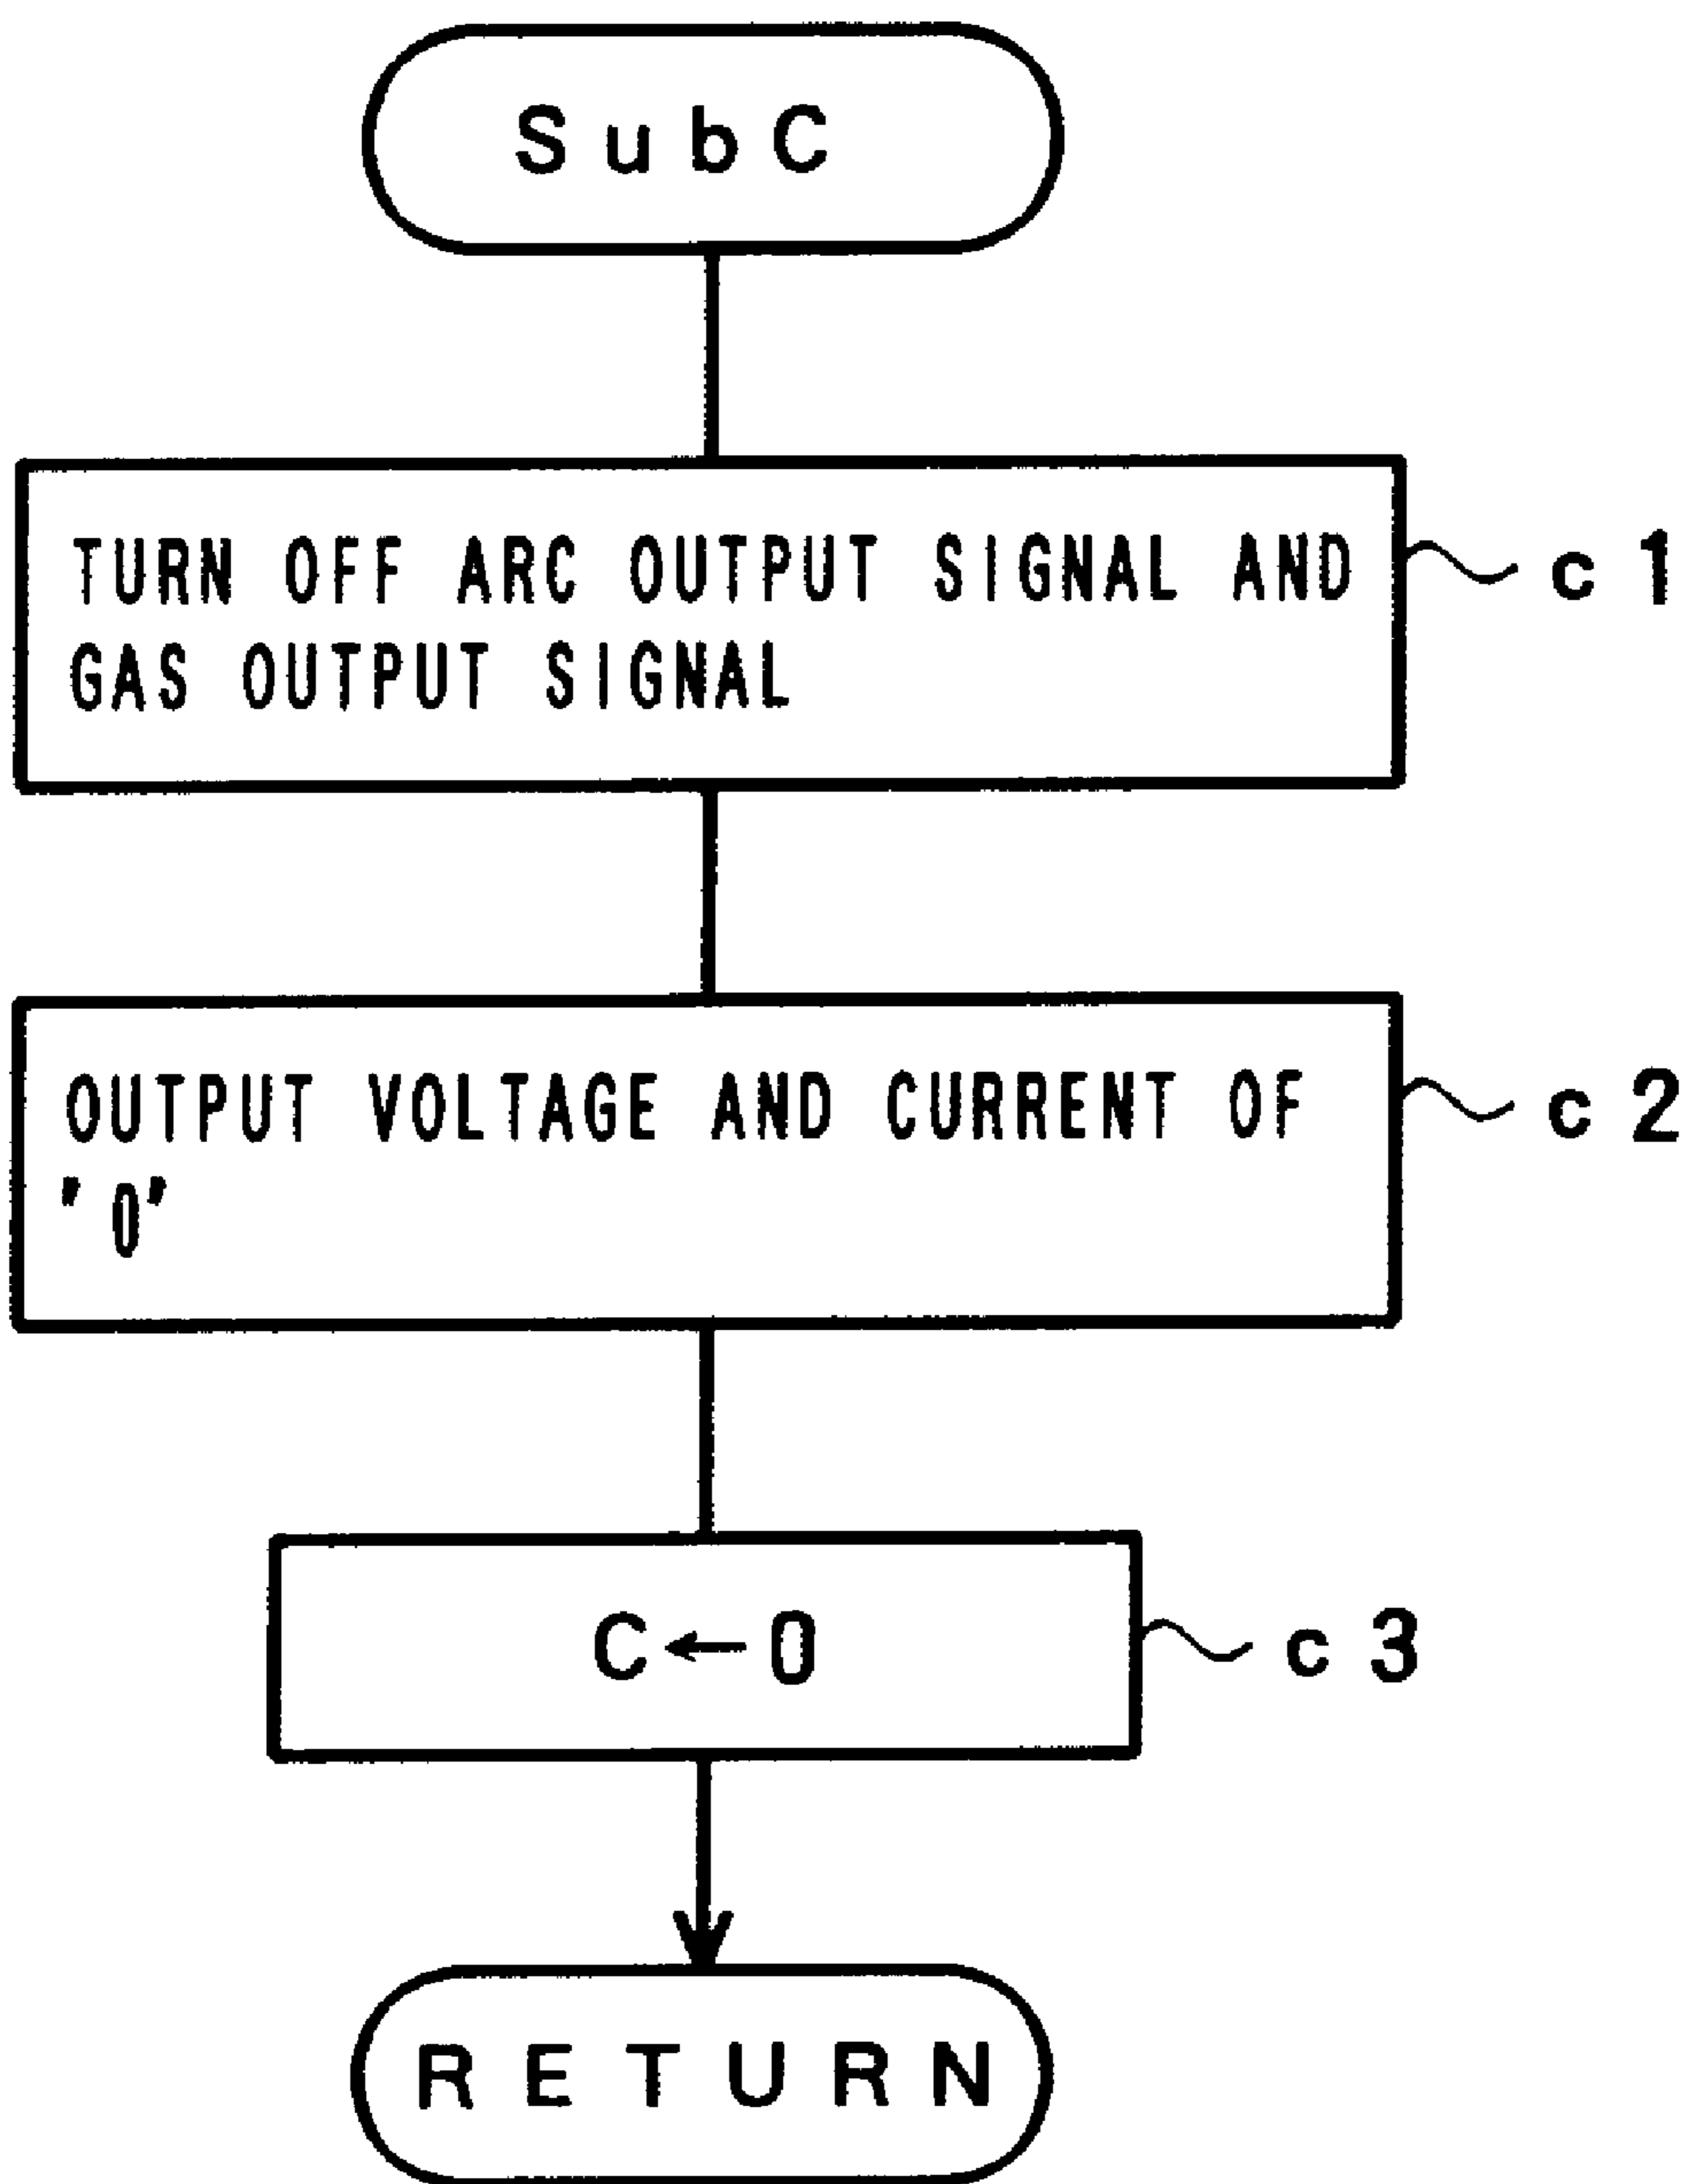 SubC
TURN OFF ARC OUTPUT SIGNAL AND
GAS OUTPUT SIGNAL
c1
OUTPUT VOLTAGE AND CURRENT OF
"0"
c2
C←0
c3
RETURN